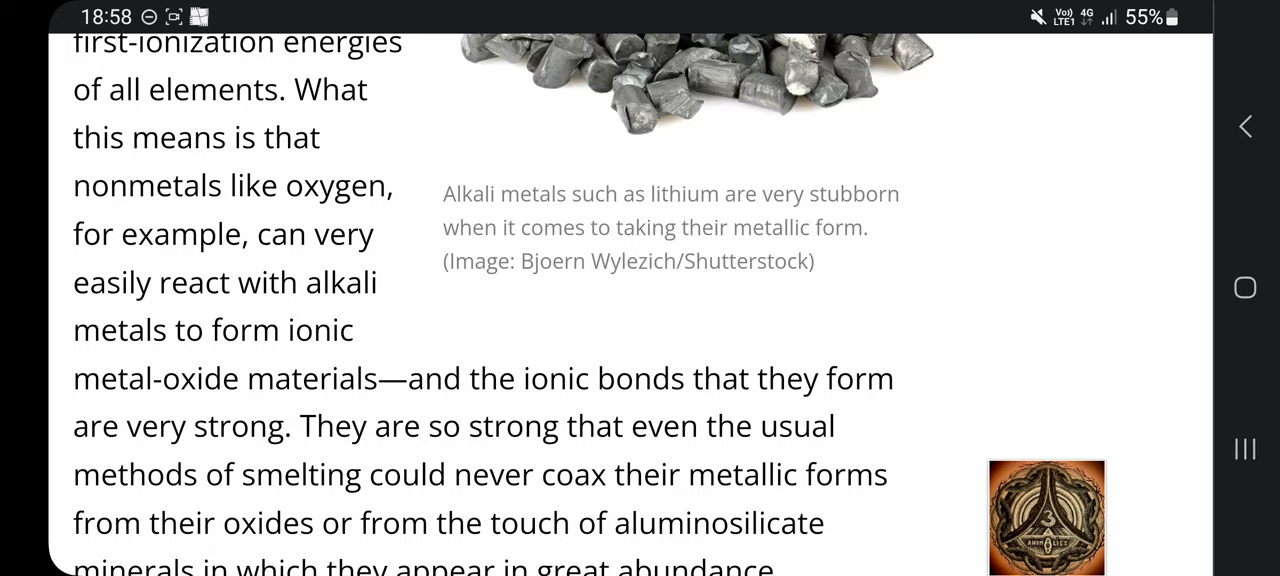 18:58
Vo)) 4G
LTE1
55%
first-ionization energies
of all elements. What
this means is that
nonmetals like oxygen,
for example, can very
easily react with alkali
metals to form ionic
Alkali metals such as lithium are very stubborn
when it comes to taking their metallic form.
(Image: Bjoern Wylezich/Shutterstock)
metal-oxide materials—and the ionic bonds that they form
are very strong. They are so strong that even the usual
methods of smelting could never coax their metallic forms
from their oxides or from the touch of aluminosilicate
minerals in which they appear in great abundance
3
ANOMALIES